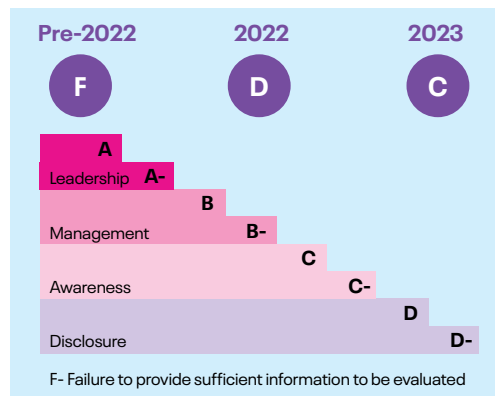 Pre-2022 2022 2023
F D C
A
Leadership A-
B
Management B-
C
Awareness C-
D
Disclosure D-
F- Failure to provide sufficient information to be evaluated